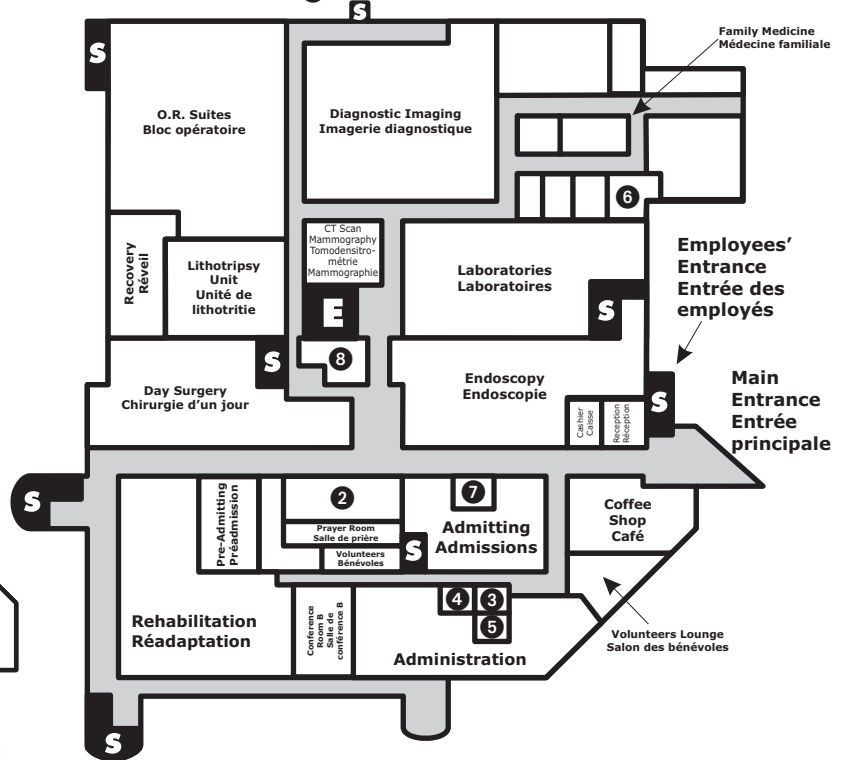 S
Family Medicine
Médecine familiale
S
O.R. Suites
Bloc opératoire
Diagnostic Imaging
Imagerie diagnostique
6
CT Scan
Mammography
Tomodensitro-
métrie
Mammographie
Recovery
Réveil
Lithotripsy
Unit
Unité de
lithotritie
Laboratories
Laboratoires
Employees’
Entrance
Entrée des
employés
E
S
S
8
Day Surgery
Chirurgie d’un jour
Endoscopy
Endoscopie
Cashier
Caisse
Reception
Réception
S
Main
Entrance
Entrée
principale
S
Pre-Admitting
Préadmission
2
Prayer Room
Salle de prière
Volunteers
Bénévoles
S
7
Admitting
Admissions
Coffee
Shop
Café
Rehabilitation
Réadaptation
Conference
Room B
Salle de
conférence B
4
3
5
Administration
Volunteers Lounge
Salon des bénévoles
S